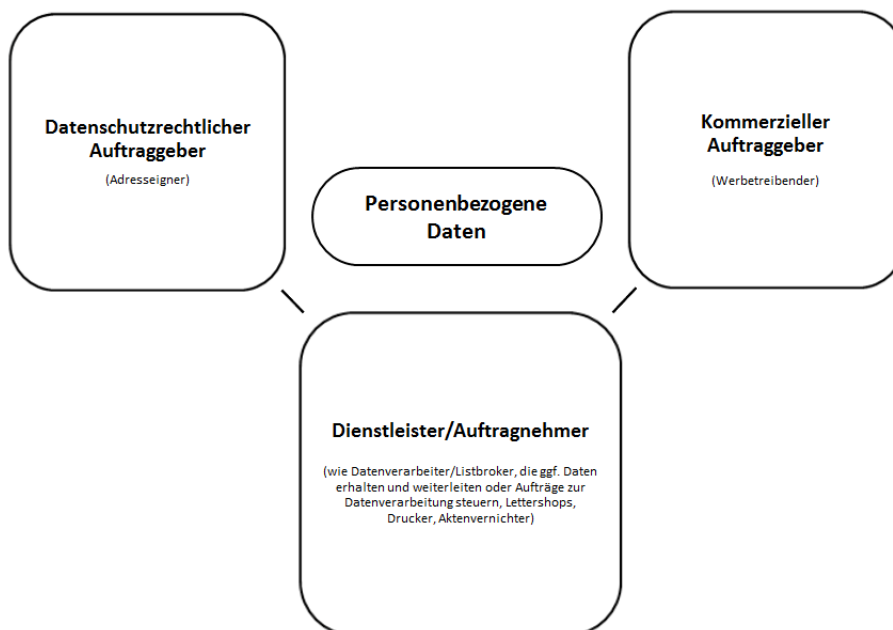 Datenschutzrechtlicher
Auftraggeber
(Adresseigner)
Kommerzieller
Auftraggeber
(Werbetreibender)
Personenbezogene
Daten
Dienstleister/Auftragnehmer
(wie Datenverarbeiter/Listbroker, die ggf. Daten
erhalten und weiterleiten oder Aufträge zur
Datenverarbeitung steuern, Lettershops,
Drucker, Aktenvernichter)